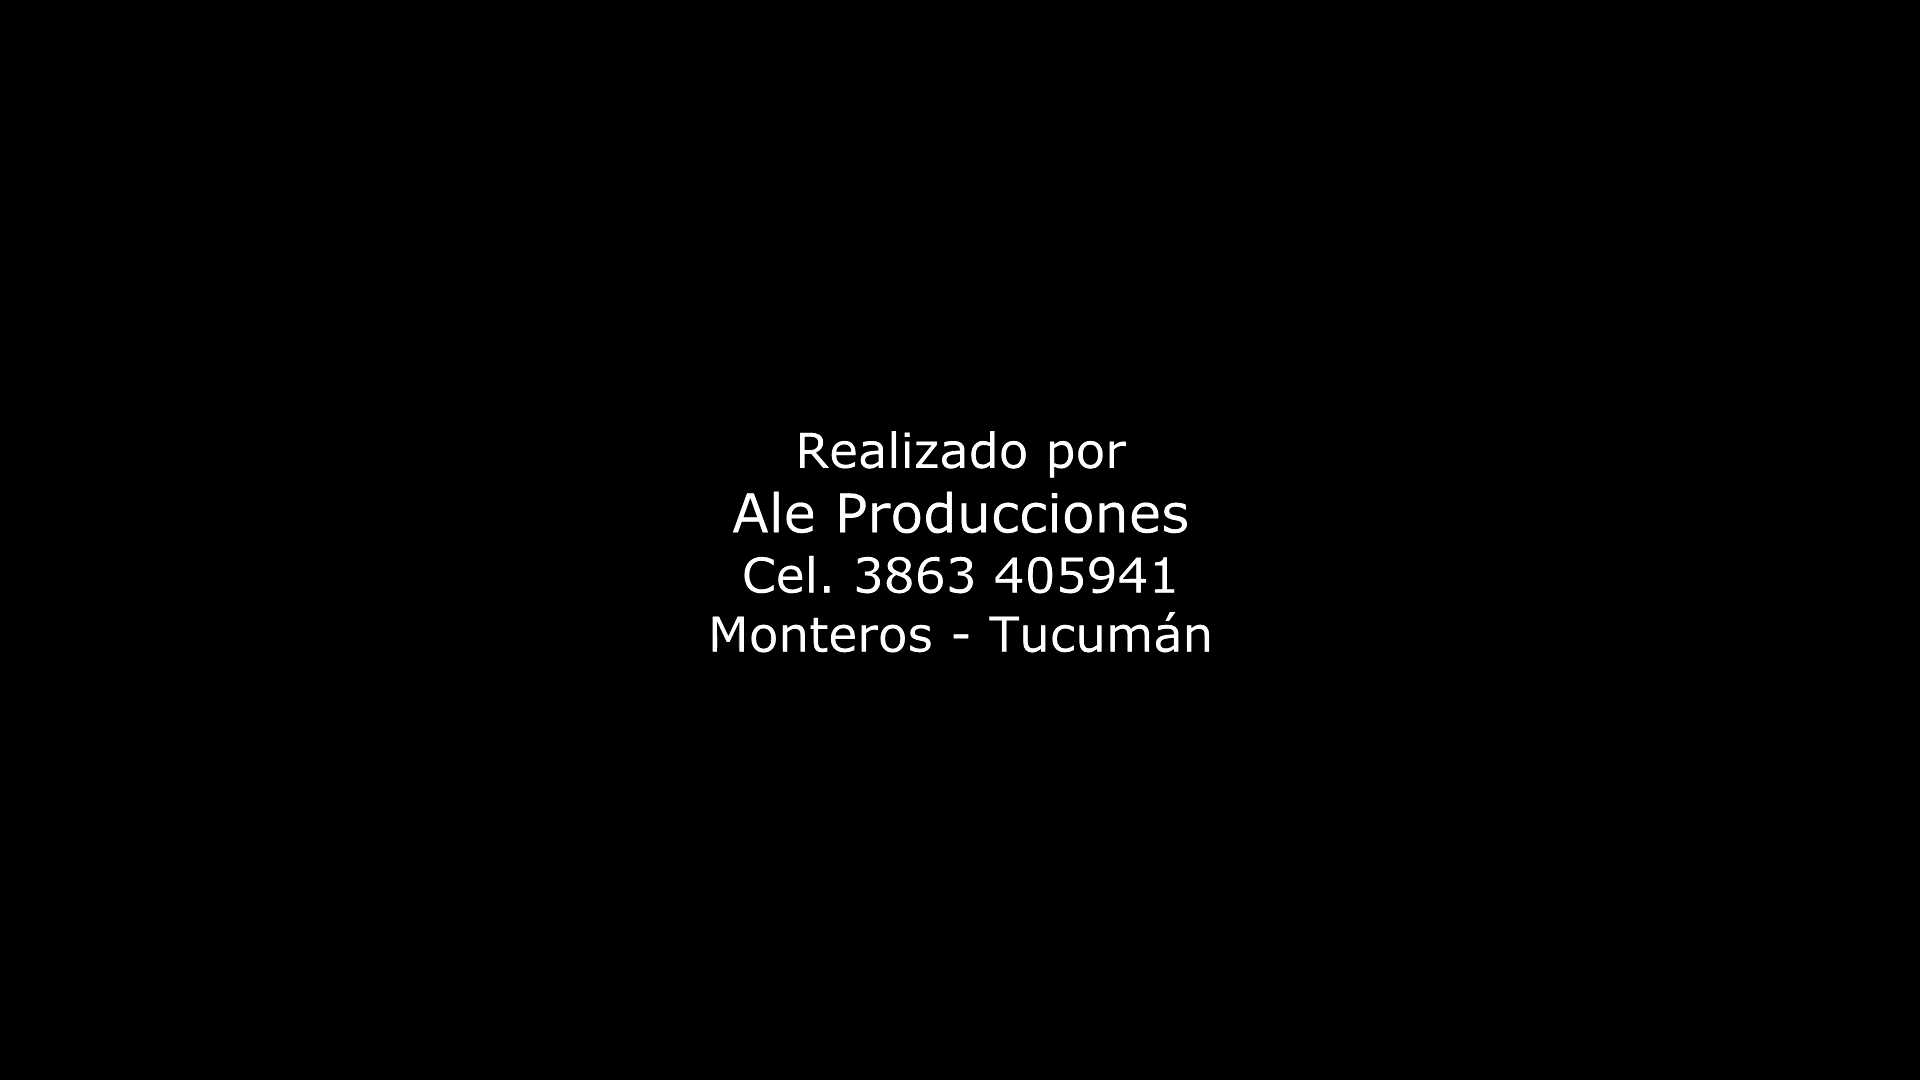 Realizado por
Ale Producciones
Cel. 3863 405941
Monteros - Tucumán